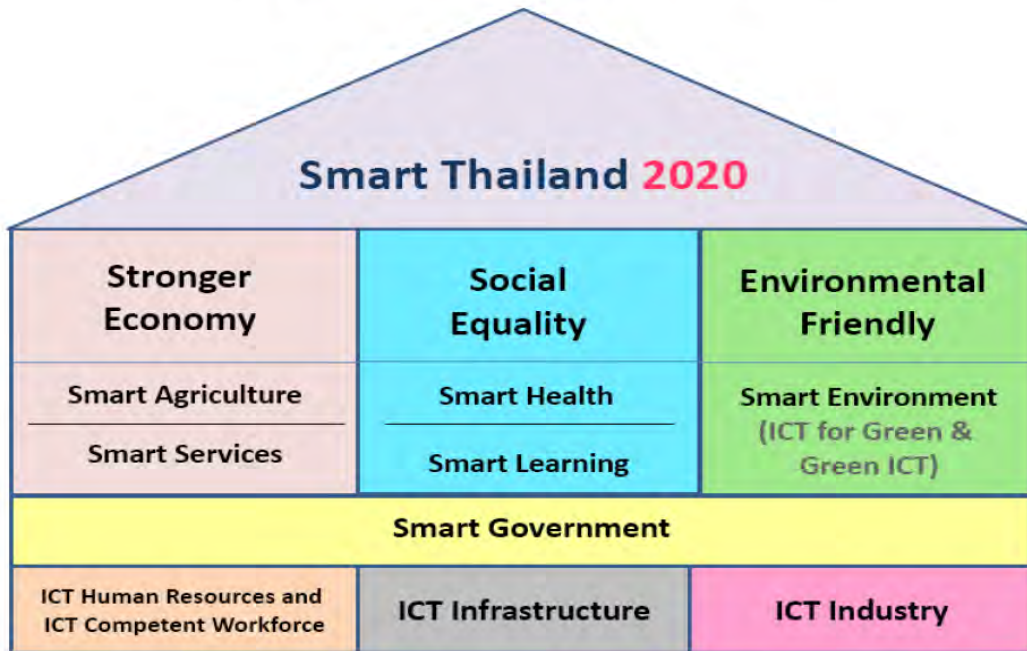 Smart Thailand 2020
Stronger
Economy
Smart Agriculture
Smart Services
Social
Equality
Smart Health
Smart Learning
Environmental
Friendly
Smart Environment
(ICT for Green &
Green ICT)
Smart Government
ICT Human Resources and
ICT Competent Workforce
ICT Infrastructure
ICT Industry